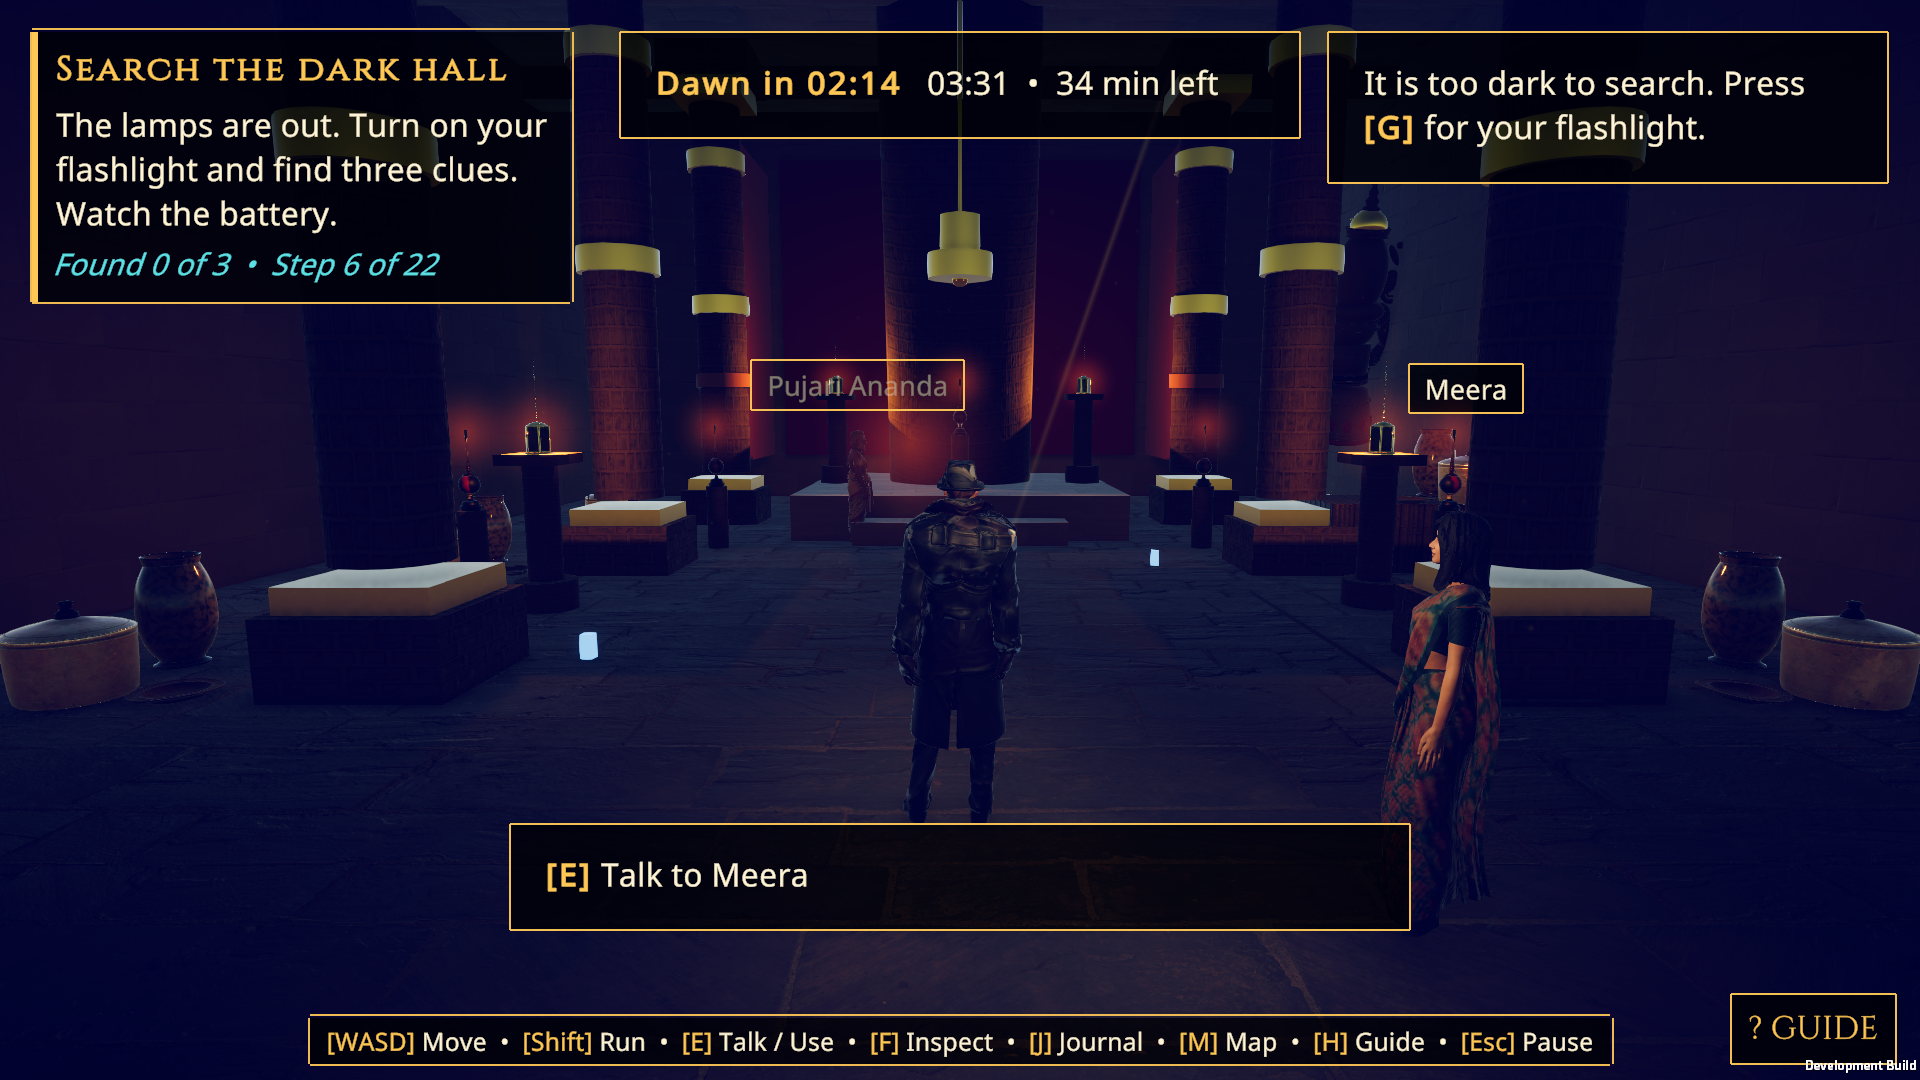 SEARCH THE DARK HALL
The lamps are out. Turn on your
flashlight and find three clues.
Watch the battery.
Found 0 of 3 • Step 6 of 22
Dawn in 02:14 03:31 • 34 min left
It is too dark to search. Press
[G] for your flashlight.
Pujari Ananda
Meera
[E] Talk to Meera
[WASD] Move • [Shift] Run • [E] Talk / Use • [F] Inspect • [J] Journal • [M] Map • [H] Guide • [Esc] Pause
? GUIDE
Development Build